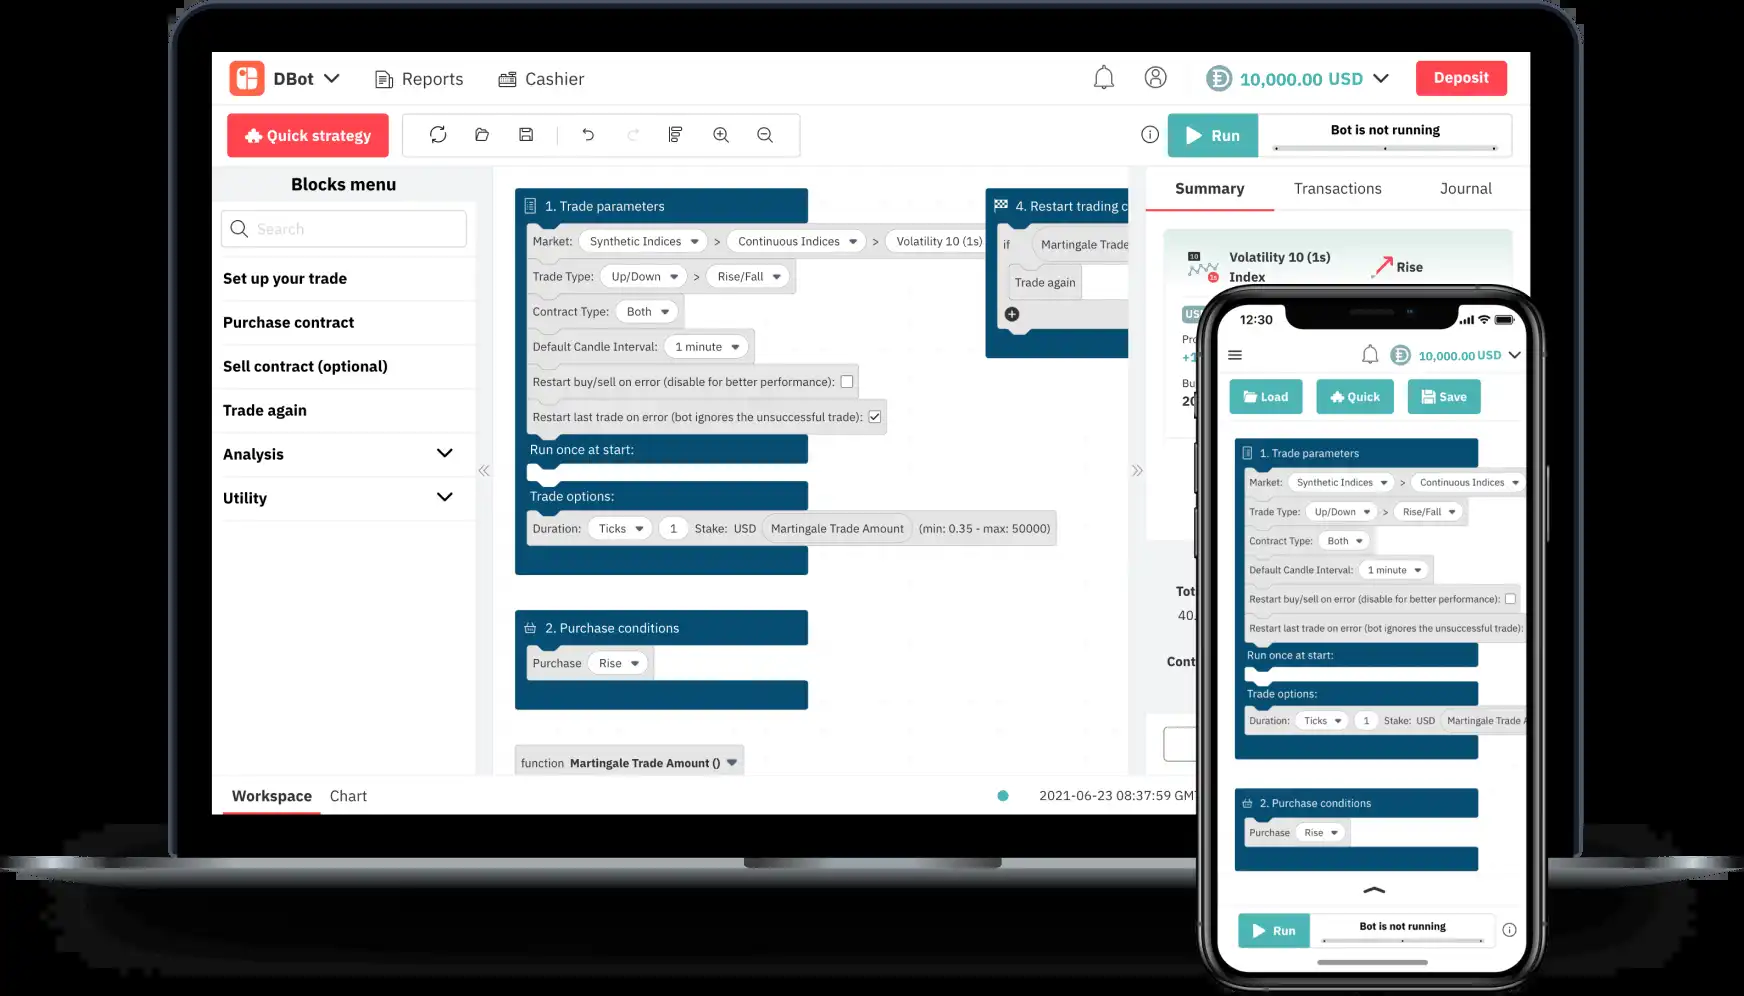 DBot
Reports
Cashier
10,000.00 USD
Deposit
Quick strategy
Run
Bot is not running
Blocks menu
Search
Set up your trade
Purchase contract
Sell contract (optional)
Trade again
Analysis
Utility
1. Trade parameters
Market: Synthetic Indices > Continuous Indices > Volatility 10 (1s)
Trade Type: Up/Down > Rise/Fall
Contract Type: Both
Default Candle Interval: 1 minute
Restart buy/sell on error (disable for better performance):
Restart last trade on error (bot ignores the unsuccessful trade):
Run once at start:
Trade options:
Duration: Ticks 1 Stake: USD Martingale Trade Amount (min: 0.35 - max: 50000)
2. Purchase conditions
Purchase Rise
function Martingale Trade Amount ()
4. Restart trading c
if Martingale Trade
Trade again
Summary
Transactions
Journal
10
1s
Volatility 10 (1s)
Index
Rise
Workspace
Chart
2021-06-23 08:37:59 GM
12:30
10,000.00 USD
Load
Quick
Save
1. Trade parameters
Market: Synthetic Indices > Continuous Indices
Trade Type: Up/Down > Rise/Fall
Contract Type: Both
Default Candle Interval: 1 minute
Restart buy/sell on error (disable for better performance):
Restart last trade on error (bot ignores the unsuccessful trade):
Run once at start:
Trade options:
Duration: Ticks 1 Stake: USD Martingale Trade
2. Purchase conditions
Purchase Rise
Run
Bot is not running